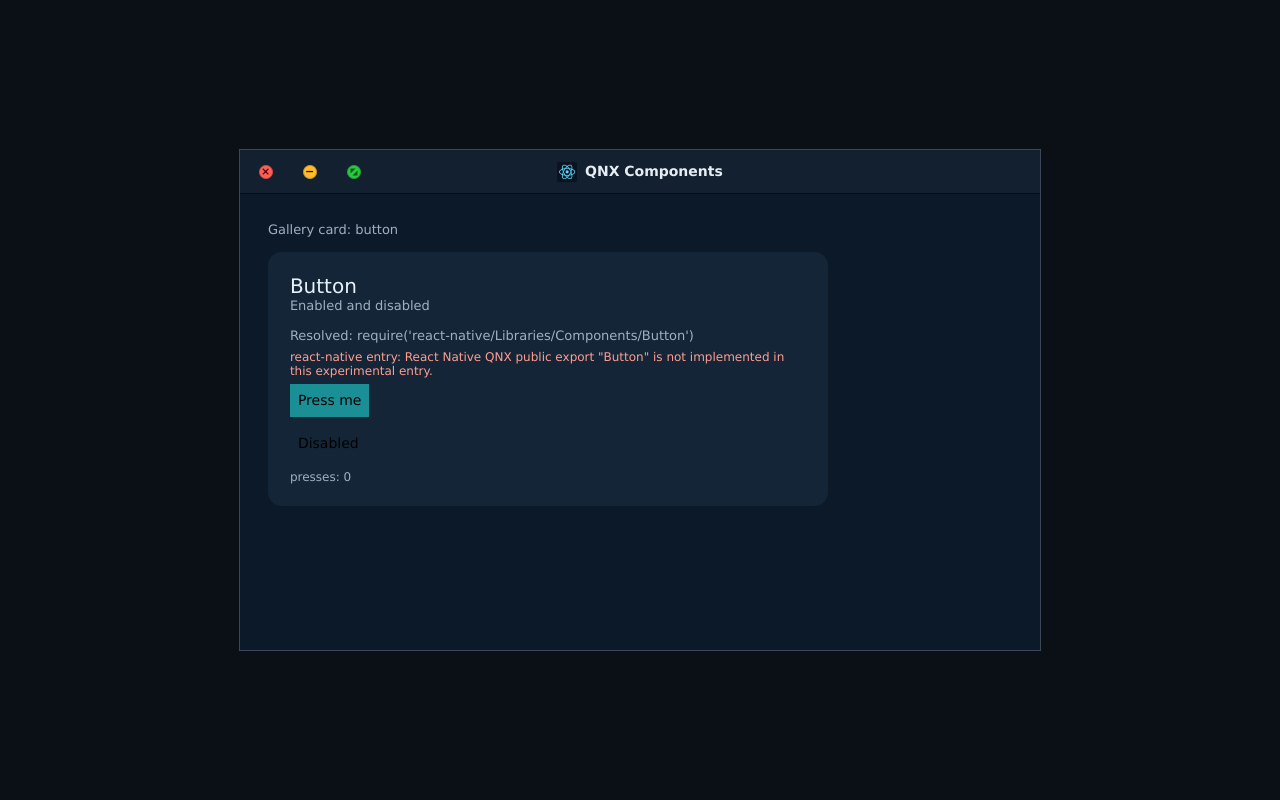 QNX Components
Gallery card: button
Button
Enabled and disabled
Resolved: require('react-native/Libraries/Components/Button')
react-native entry: React Native QNX public export "Button" is not implemented in
this experimental entry.
Press me
Disabled
presses: 0